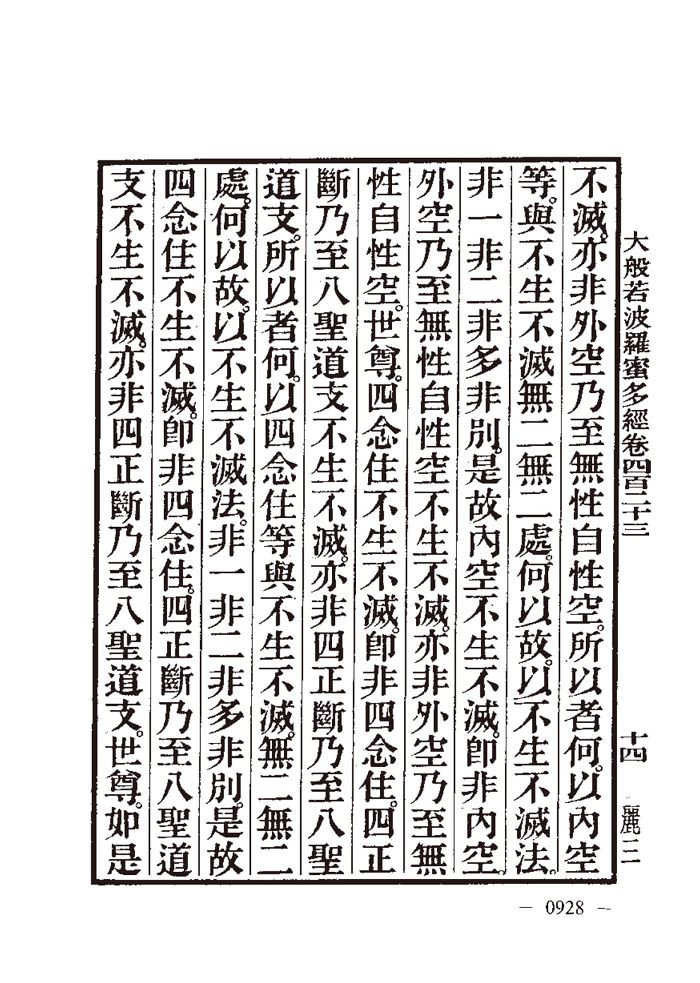 大般若波羅蜜多經卷四百二十三
十四
麗三
不滅。亦非外空乃至無性自性空。所以者何。以內空
等。與不生不滅無二無二處。何以故。以不生不滅法。
非一非二非多非別。是故內空不生不滅。卽非內空。
外空乃至無性自性空不生不滅。亦非外空乃至無
性自性空。世尊。四念住不生不滅。卽非四念住。四正
斷乃至八聖道支不生不滅。亦非四正斷乃至八聖
道支。所以者何。以四念住等與不生不滅。無二無二
處。何以故。以不生不滅法。非一非二非多非別。是故
四念住不生不滅。卽非四念住。四正斷乃至八聖道
支不生不滅。亦非四正斷乃至八聖道支。世尊。如是
— 0928 —